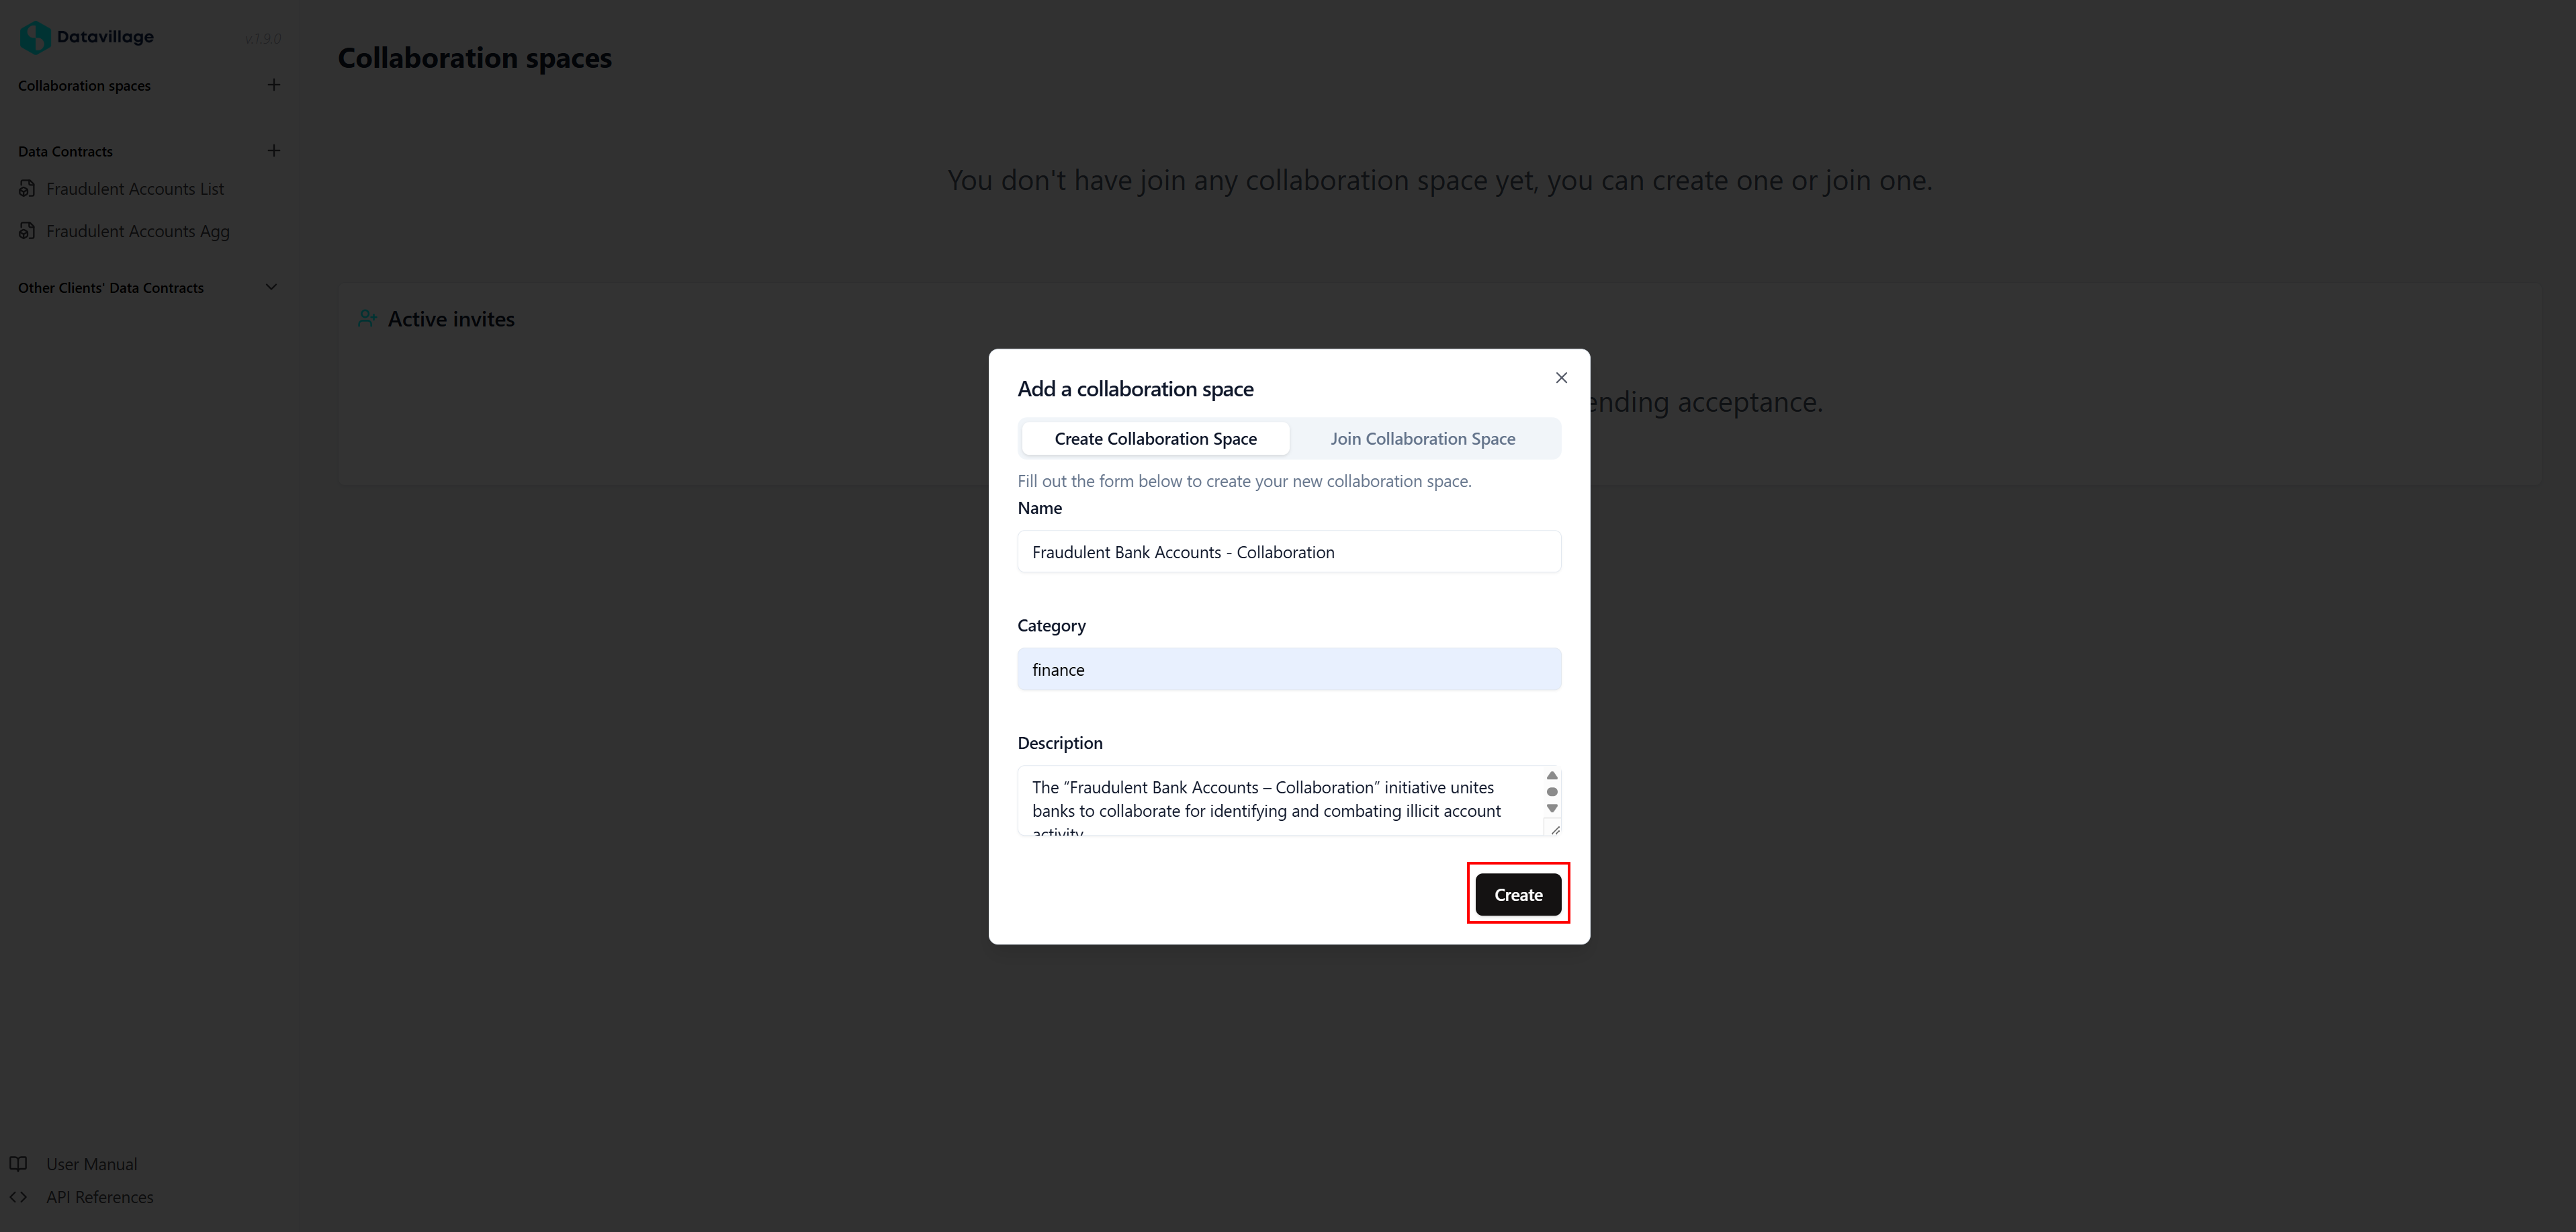 Datavillage
v.1.9.0
Collaboration spaces
Data Contracts
Fraudulent Accounts List
Fraudulent Accounts Agg
Other Clients' Data Contracts
User Manual
API References
Collaboration spaces
You don't have join any collaboration space yet, you can create one or join one.
Active invites
ending acceptance.
Add a collaboration space
Create Collaboration Space
Join Collaboration Space
Fill out the form below to create your new collaboration space.
Name
Fraudulent Bank Accounts - Collaboration
Category
finance
Description
The “Fraudulent Bank Accounts – Collaboration” initiative unites
banks to collaborate for identifying and combating illicit account
activity
Create